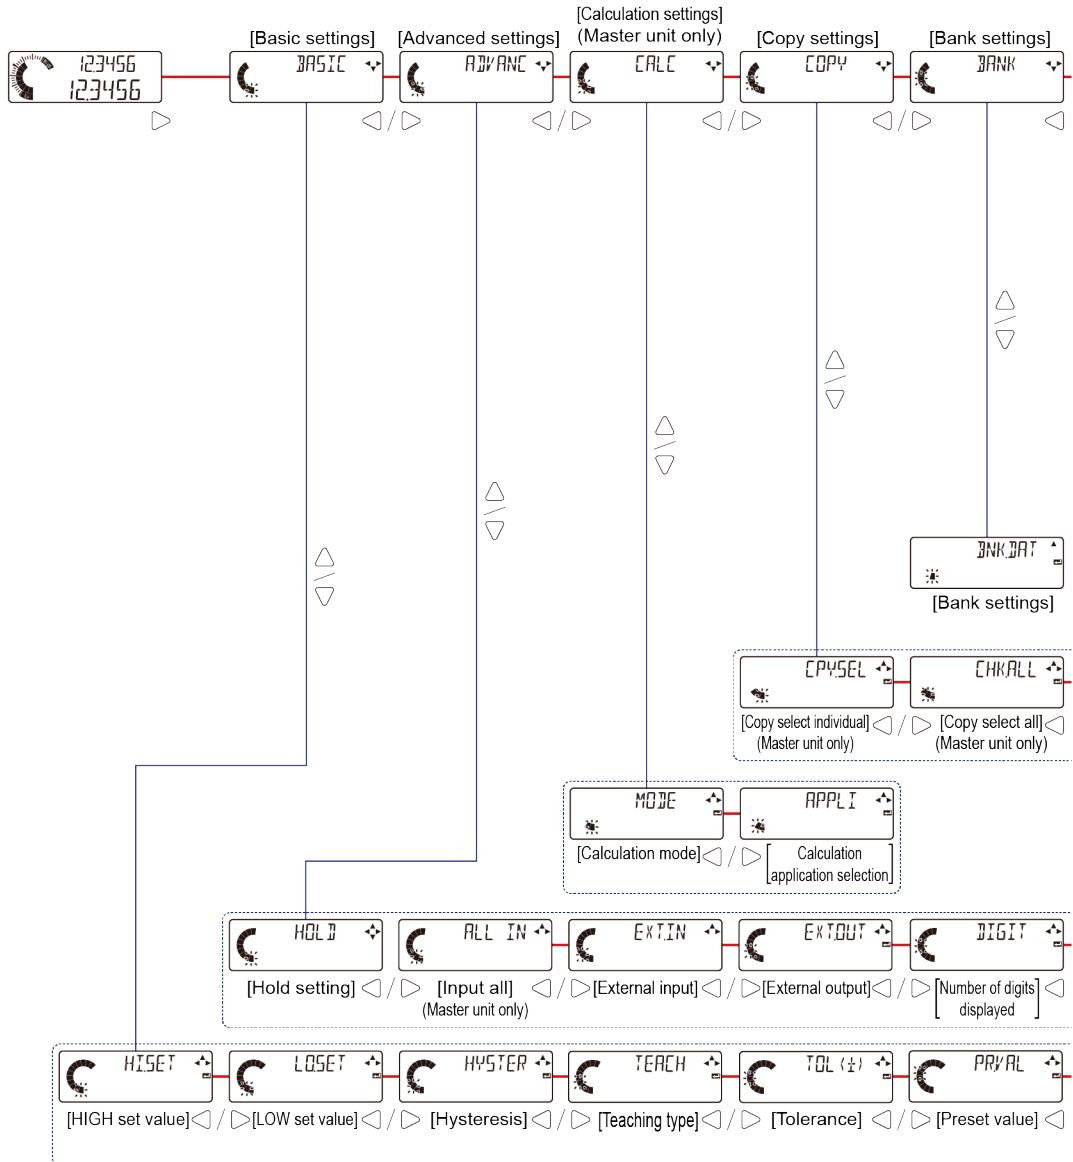 [Calculation settings]
[Basic settings] [Advanced settings] (Master unit only) [Copy settings] [Bank settings]
123456 BASIC ADVANC CALC COPY BANK
12.3456
/ / / /
/
/
/
/
/
BNK.DAT
[Bank settings]
CPY.SEL CHK.ALL
[Copy select individual] / [Copy select all]
(Master unit only) (Master unit only)
MODE APPLI
[Calculation mode] / [Calculation
application selection]
HOLD ALL IN EXT.IN EXT.OUT DIGIT
[Hold setting] / [Input all] / [External input] / [External output] / [Number of digits
(Master unit only) displayed]
HI.SET LO.SET HYSTER TEACH TOL (±) PRVAL
[HIGH set value] / [LOW set value] / [Hysteresis] / [Teaching type] / [Tolerance] / [Preset value]